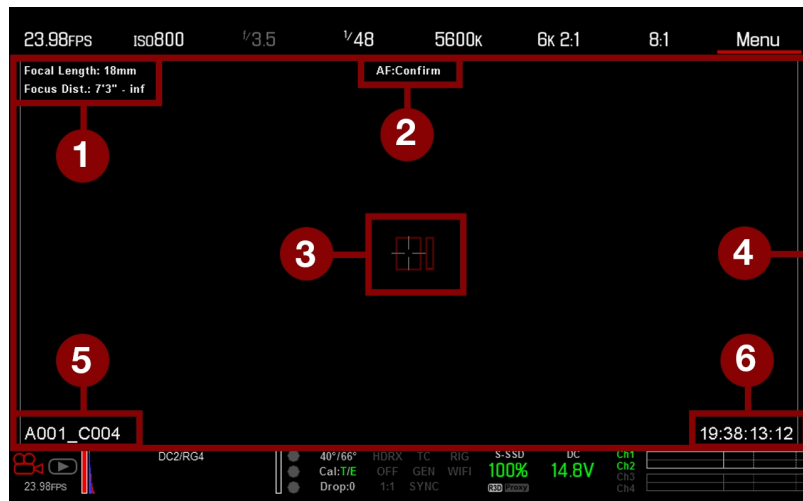 23.98FPS ISO800 f/3.5 1/48 5600K 6K 2:1 8:1 Menu
Focal Length: 18mm
Focus Dist.: 7'3" - inf
AF:Confirm
1
2
3
4
5
6
A001_C004
19:38:13:12
DC2/RG4
40°/66° HDRX TC RIG S-SSD DC Ch1
Cal:T/E OFF GEN WIFI 100% 14.8V Ch2
Ch3
23.98FPS Drop:0 1:1 SYNC R3D Proxy Ch4